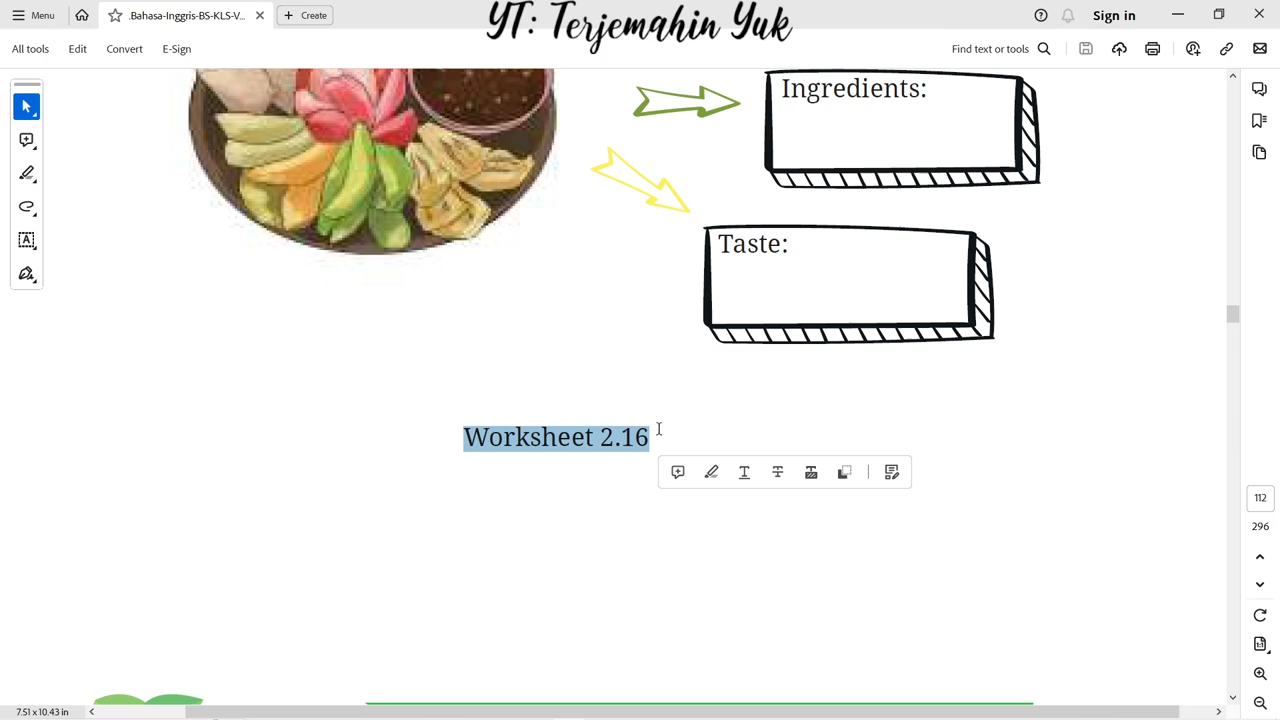 Menu
.Bahasa-Inggris-BS-KLS-V...
Create
YT: Terjemahin Yuk
Sign in
All tools
Edit
Convert
E-Sign
Find text or tools
Ingredients:
Taste:
Worksheet 2.16
112
296
7.51 x 10.43 in